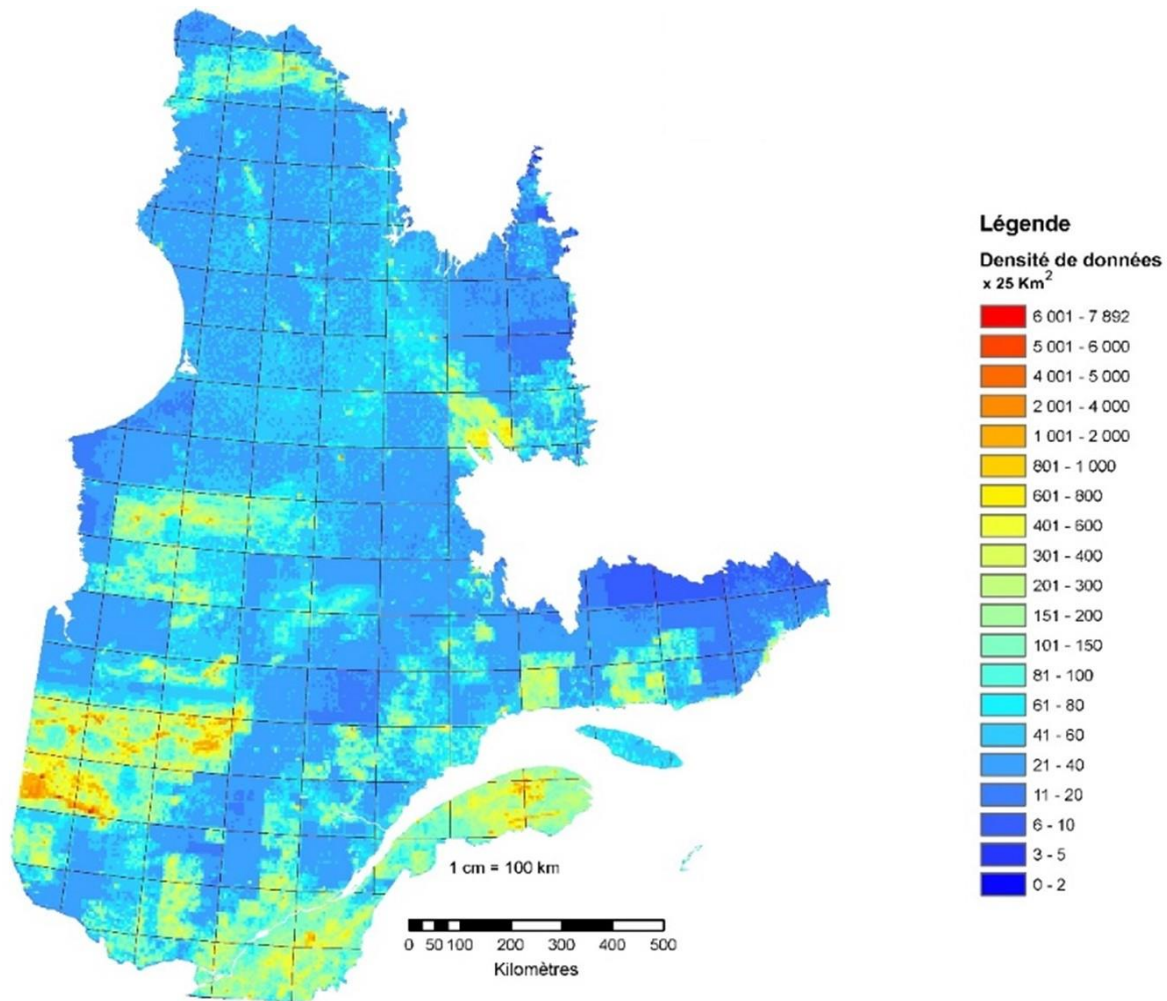 Légende
Densité de données
x 25 Km²
6 001 - 7 892
5 001 - 6 000
4 001 - 5 000
2 001 - 4 000
1 001 - 2 000
801 - 1 000
601 - 800
401 - 600
301 - 400
201 - 300
151 - 200
101 - 150
81 - 100
61 - 80
41 - 60
21 - 40
11 - 20
6 - 10
3 - 5
0 - 2
1 cm = 100 km
0 50 100 200 300 400 500
Kilomètres